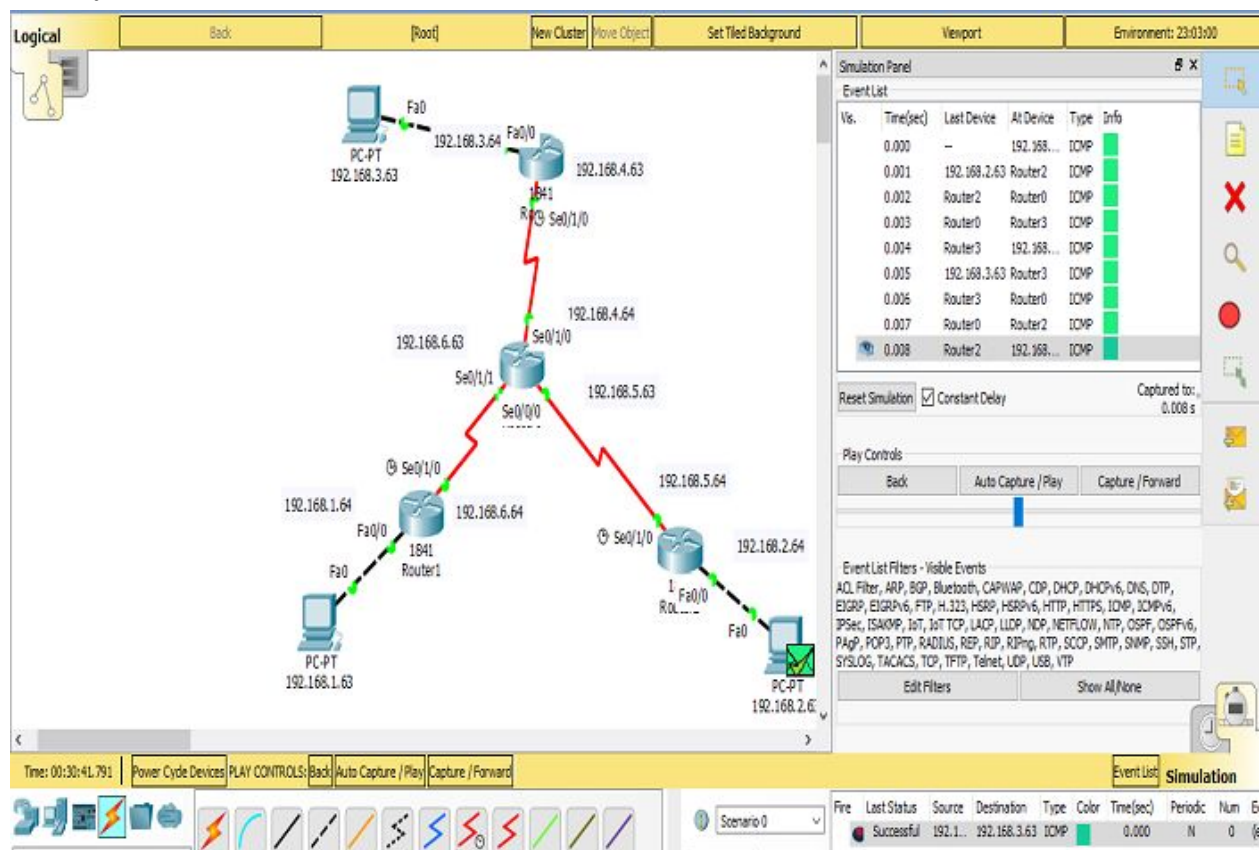 Logical
Back
[Root]
New Cluster
Move Object
Set Tiled Background
Viewport
Environment: 23:03:00
Fa0
192.168.3.64
Fa0/0
PC-PT
192.168.3.63
192.168.4.63
1841
Se0/1/0
192.168.4.64
192.168.6.63
Se0/1/0
Se0/1/1
192.168.5.63
Se0/0/0
Se0/1/0
192.168.5.64
192.168.1.64
192.168.6.64
Fa0/0
Se0/1/0
192.168.2.64
1841
Router1
Fa0
Fa0/0
Fa0
PC-PT
192.168.1.63
PC-PT
192.168.2.6
Simulation Panel
Event List
Vis. Time(sec) Last Device At Device Type Info
0.000 -- 192.168... ICMP
0.001 192.168.2.63 Router2 ICMP
0.002 Router2 Router0 ICMP
0.003 Router0 Router3 ICMP
0.004 Router3 192.168... ICMP
0.005 192.168.3.63 Router3 ICMP
0.006 Router3 Router0 ICMP
0.007 Router0 Router2 ICMP
0.008 Router2 192.168... ICMP
Reset Simulation Constant Delay
Captured to:
0.008 s
Play Controls
Back
Auto Capture / Play
Capture / Forward
Event List Filters - Visible Events
ACL Filter, ARP, BGP, Bluetooth, CAPWAP, CDP, DHCP, DHCPv6, DNS, DTP,
EIGRP, EIGRPv6, FTP, H.323, HSRP, HSRPv6, HTTP, HTTPS, ICMP, ICMPv6,
IPSec, ISAKMP, IoT, IoT TCP, LACP, LLDP, NDP, NETFLOW, NTP, OSPF, OSPFv6,
PAgP, POP3, PTP, RADIUS, REP, RIP, RIPng, RTP, SCCP, SMTP, SNMP, SSH, STP,
SYSLOG, TACACS, TCP, TFTP, Telnet, UDP, USB, VTP
Edit Filters
Show All/None
Time: 00:30:41.791
Power Cycle Devices
PLAY CONTROLS:
Back
Auto Capture / Play
Capture / Forward
Event List
Simulation
Scenario 0
Fire Last Status Source Destination Type Color Time(sec) Periodic Num
Successful 192.1... 192.168.3.63 ICMP 0.000 N 0